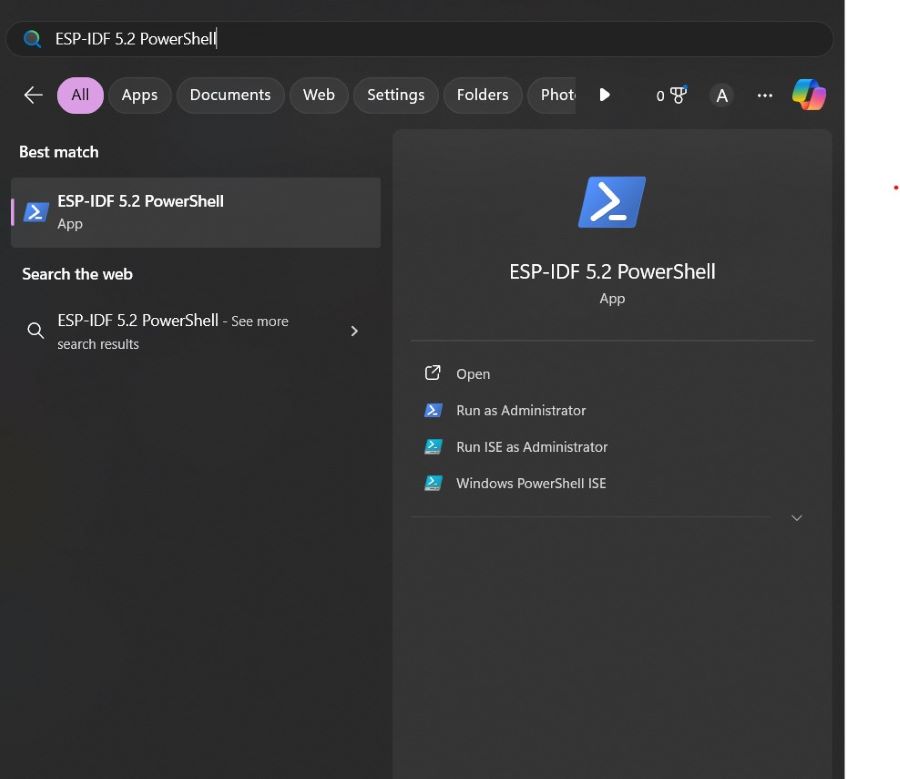 ESP-IDF 5.2 PowerShell
All Apps Documents Web Settings Folders Phot 0 A
Best match
ESP-IDF 5.2 PowerShell
App
Search the web
ESP-IDF 5.2 PowerShell - See more
search results
ESP-IDF 5.2 PowerShell
App
Open
Run as Administrator
Run ISE as Administrator
Windows PowerShell ISE